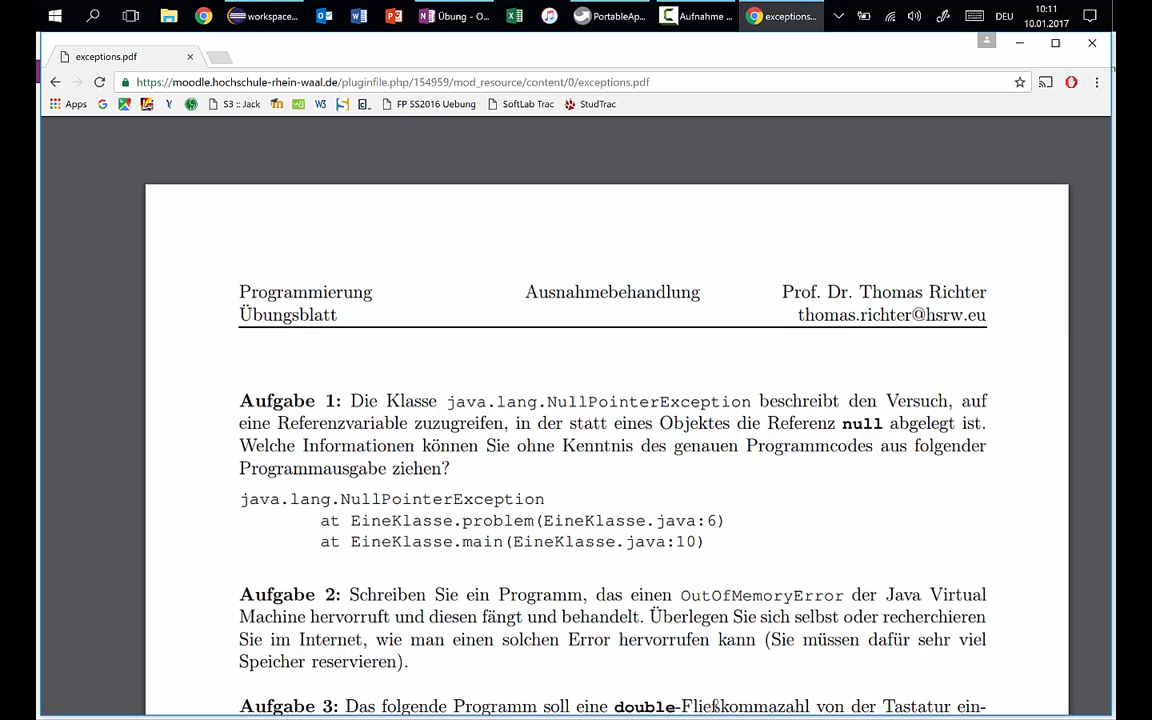 workspace...
Übung - O...
PortableAp...
Aufnahme ...
exceptions...
DEU
10:11
10.01.2017
exceptions.pdf
https://moodle.hochschule-rhein-waal.de/pluginfile.php/154959/mod_resource/content/0/exceptions.pdf
Apps
S3 :: Jack
FP SS2016 Uebung
SoftLab Trac
StudTrac
Programmierung Ausnahmebehandlung Prof. Dr. Thomas Richter
Übungsblatt thomas.richter@hsrw.eu
Aufgabe 1: Die Klasse java.lang.NullPointerException beschreibt den Versuch, auf
eine Referenzvariable zuzugreifen, in der statt eines Objektes die Referenz null abgelegt ist.
Welche Informationen können Sie ohne Kenntnis des genauen Programmcodes aus folgender
Programmausgabe ziehen?
java.lang.NullPointerException
at EineKlasse.problem(EineKlasse.java:6)
at EineKlasse.main(EineKlasse.java:10)
Aufgabe 2: Schreiben Sie ein Programm, das einen OutOfMemoryError der Java Virtual
Machine hervorruft und diesen fängt und behandelt. Überlegen Sie sich selbst oder recherchieren
Sie im Internet, wie man einen solchen Error hervorrufen kann (Sie müssen dafür sehr viel
Speicher reservieren).
Aufgabe 3: Das folgende Programm soll eine double-Fließkommazahl von der Tastatur ein-